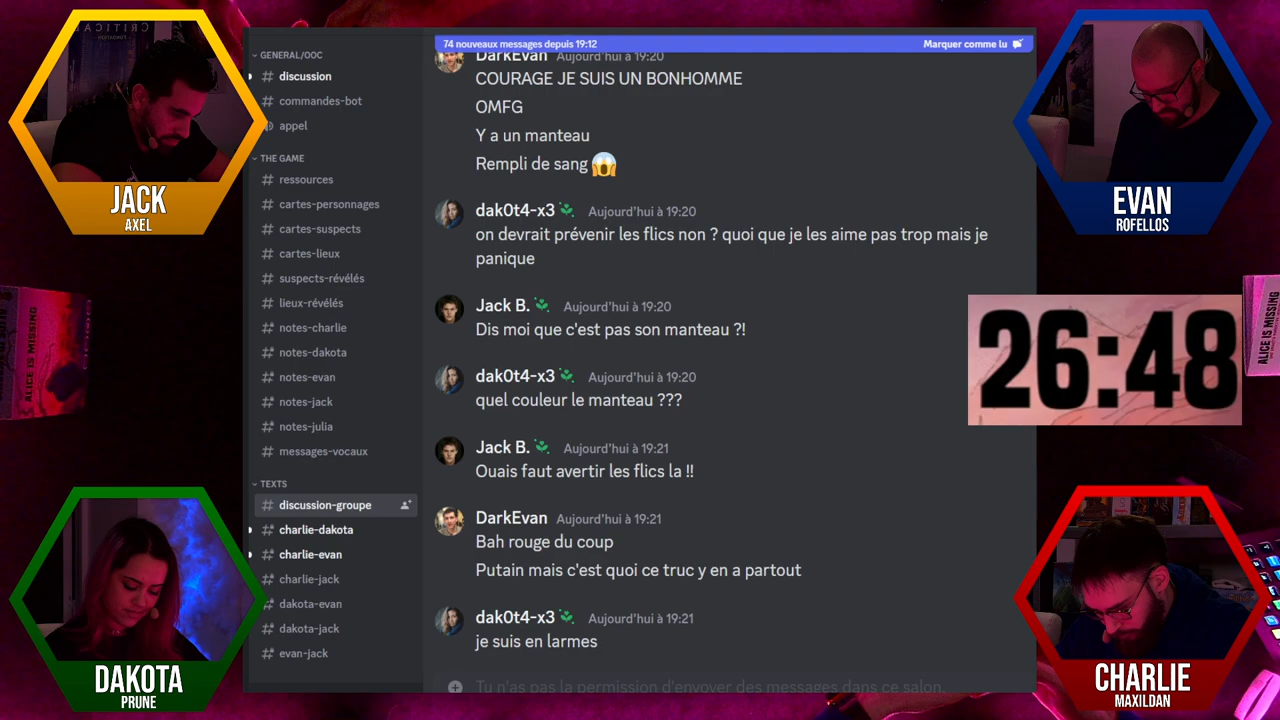 JACK
AXEL
ALICE IS MISSING
DAKOTA
PRUNE
GENERAL/OOC
discussion
commandes-bot
appel
THE GAME
ressources
cartes-personnages
cartes-suspects
cartes-lieux
suspects-révélés
lieux-révélés
notes-charlie
notes-dakota
notes-evan
notes-jack
notes-julia
messages-vocaux
TEXTS
discussion-groupe
charlie-dakota
charlie-evan
charlie-jack
dakota-evan
dakota-jack
evan-jack
74 nouveaux messages depuis 19:12 Marquer comme lu
DarkEvan Aujourd'hui à 19:20
COURAGE JE SUIS UN BONHOMME
OMFG
Y a un manteau
Rempli de sang 😱
dak0t4-x3 Aujourd'hui à 19:20
on devrait prévenir les flics non ? quoi que je les aime pas trop mais je
panique
Jack B. Aujourd'hui à 19:20
Dis moi que c'est pas son manteau ?!
dak0t4-x3 Aujourd'hui à 19:20
quel couleur le manteau ???
Jack B. Aujourd'hui à 19:21
Ouais faut avertir les flics la !!
DarkEvan Aujourd'hui à 19:21
Bah rouge du coup
Putain mais c'est quoi ce truc y en a partout
dak0t4-x3 Aujourd'hui à 19:21
je suis en larmes
Tu n'as pas la permission d'envoyer des messages dans ce salon.
EVAN
ROFELLOS
26:48
ALICE IS MISSING
CHARLIE
MAXILDAN